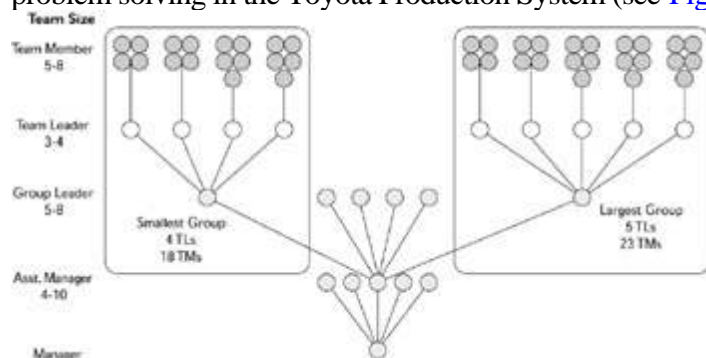 problem solving in the Toyota Production System (see Fig
Team Size
Team Member
5-8
Team Leader
3-4
Group Leader
5-8
Smallest Group
4 TLs
18 TMs
Largest Group
5 TLs
23 TMs
Asst. Manager
4-10
Manager